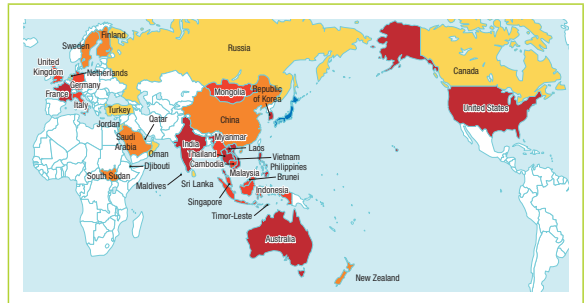 Finland
Sweden
Russia
United
Kingdom
Netherlands
Germany
France
Italy
Canada
Mongolia
Republic
of Korea
United States
Turkey
China
Qatar
Jordan
Saudi
Arabia
India
Myanmar
Laos
Oman
Thailand
Vietnam
Djibouti
Cambodia
Philippines
South Sudan
Malaysia
Brunei
Maldives
Sri Lanka
Indonesia
Singapore
Timor-Leste
Australia
New Zealand